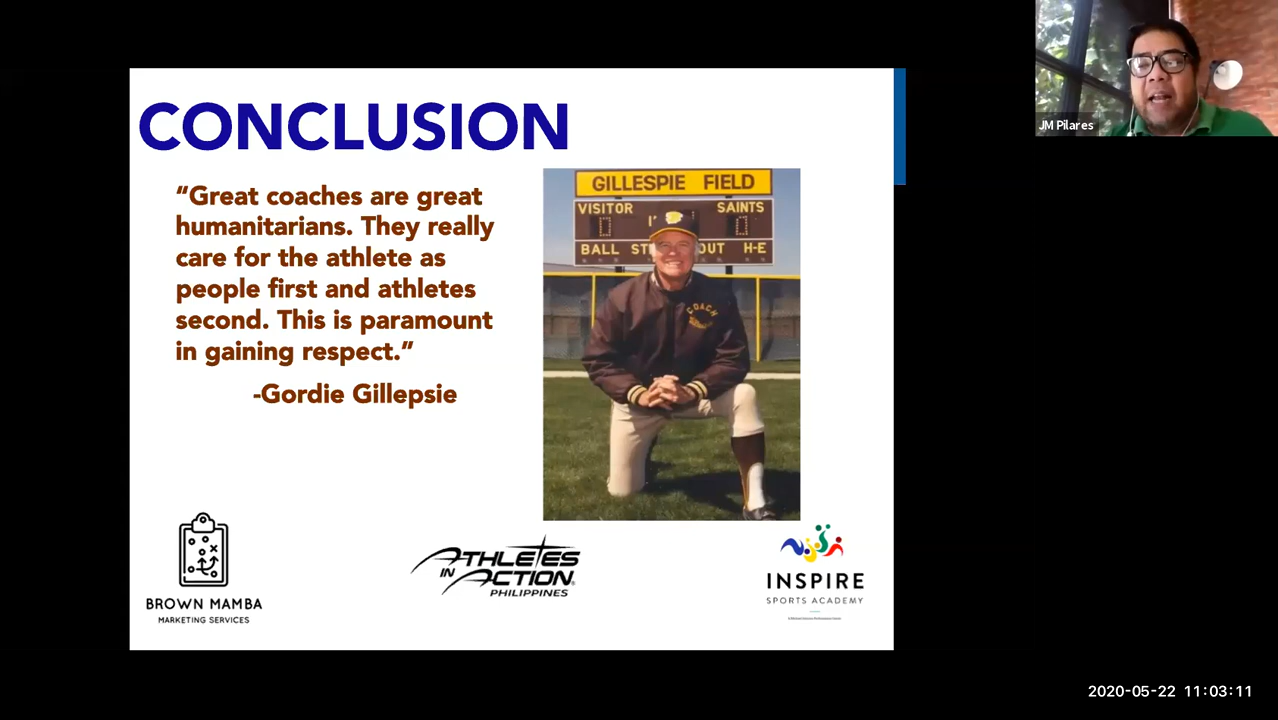 CONCLUSION
“Great coaches are great
humanitarians. They really
care for the athlete as
people first and athletes
second. This is paramount
in gaining respect.”
-Gordie Gillepsie
GILLESPIE FIELD
VISITOR SAINTS
BALL ST OUT H-E
COACH
BROWN MAMBA
MARKETING SERVICES
ATHLETES
IN ACTION
PHILIPPINES
INSPIRE
SPORTS ACADEMY
JM Pilares
2020-05-22 11:03:11